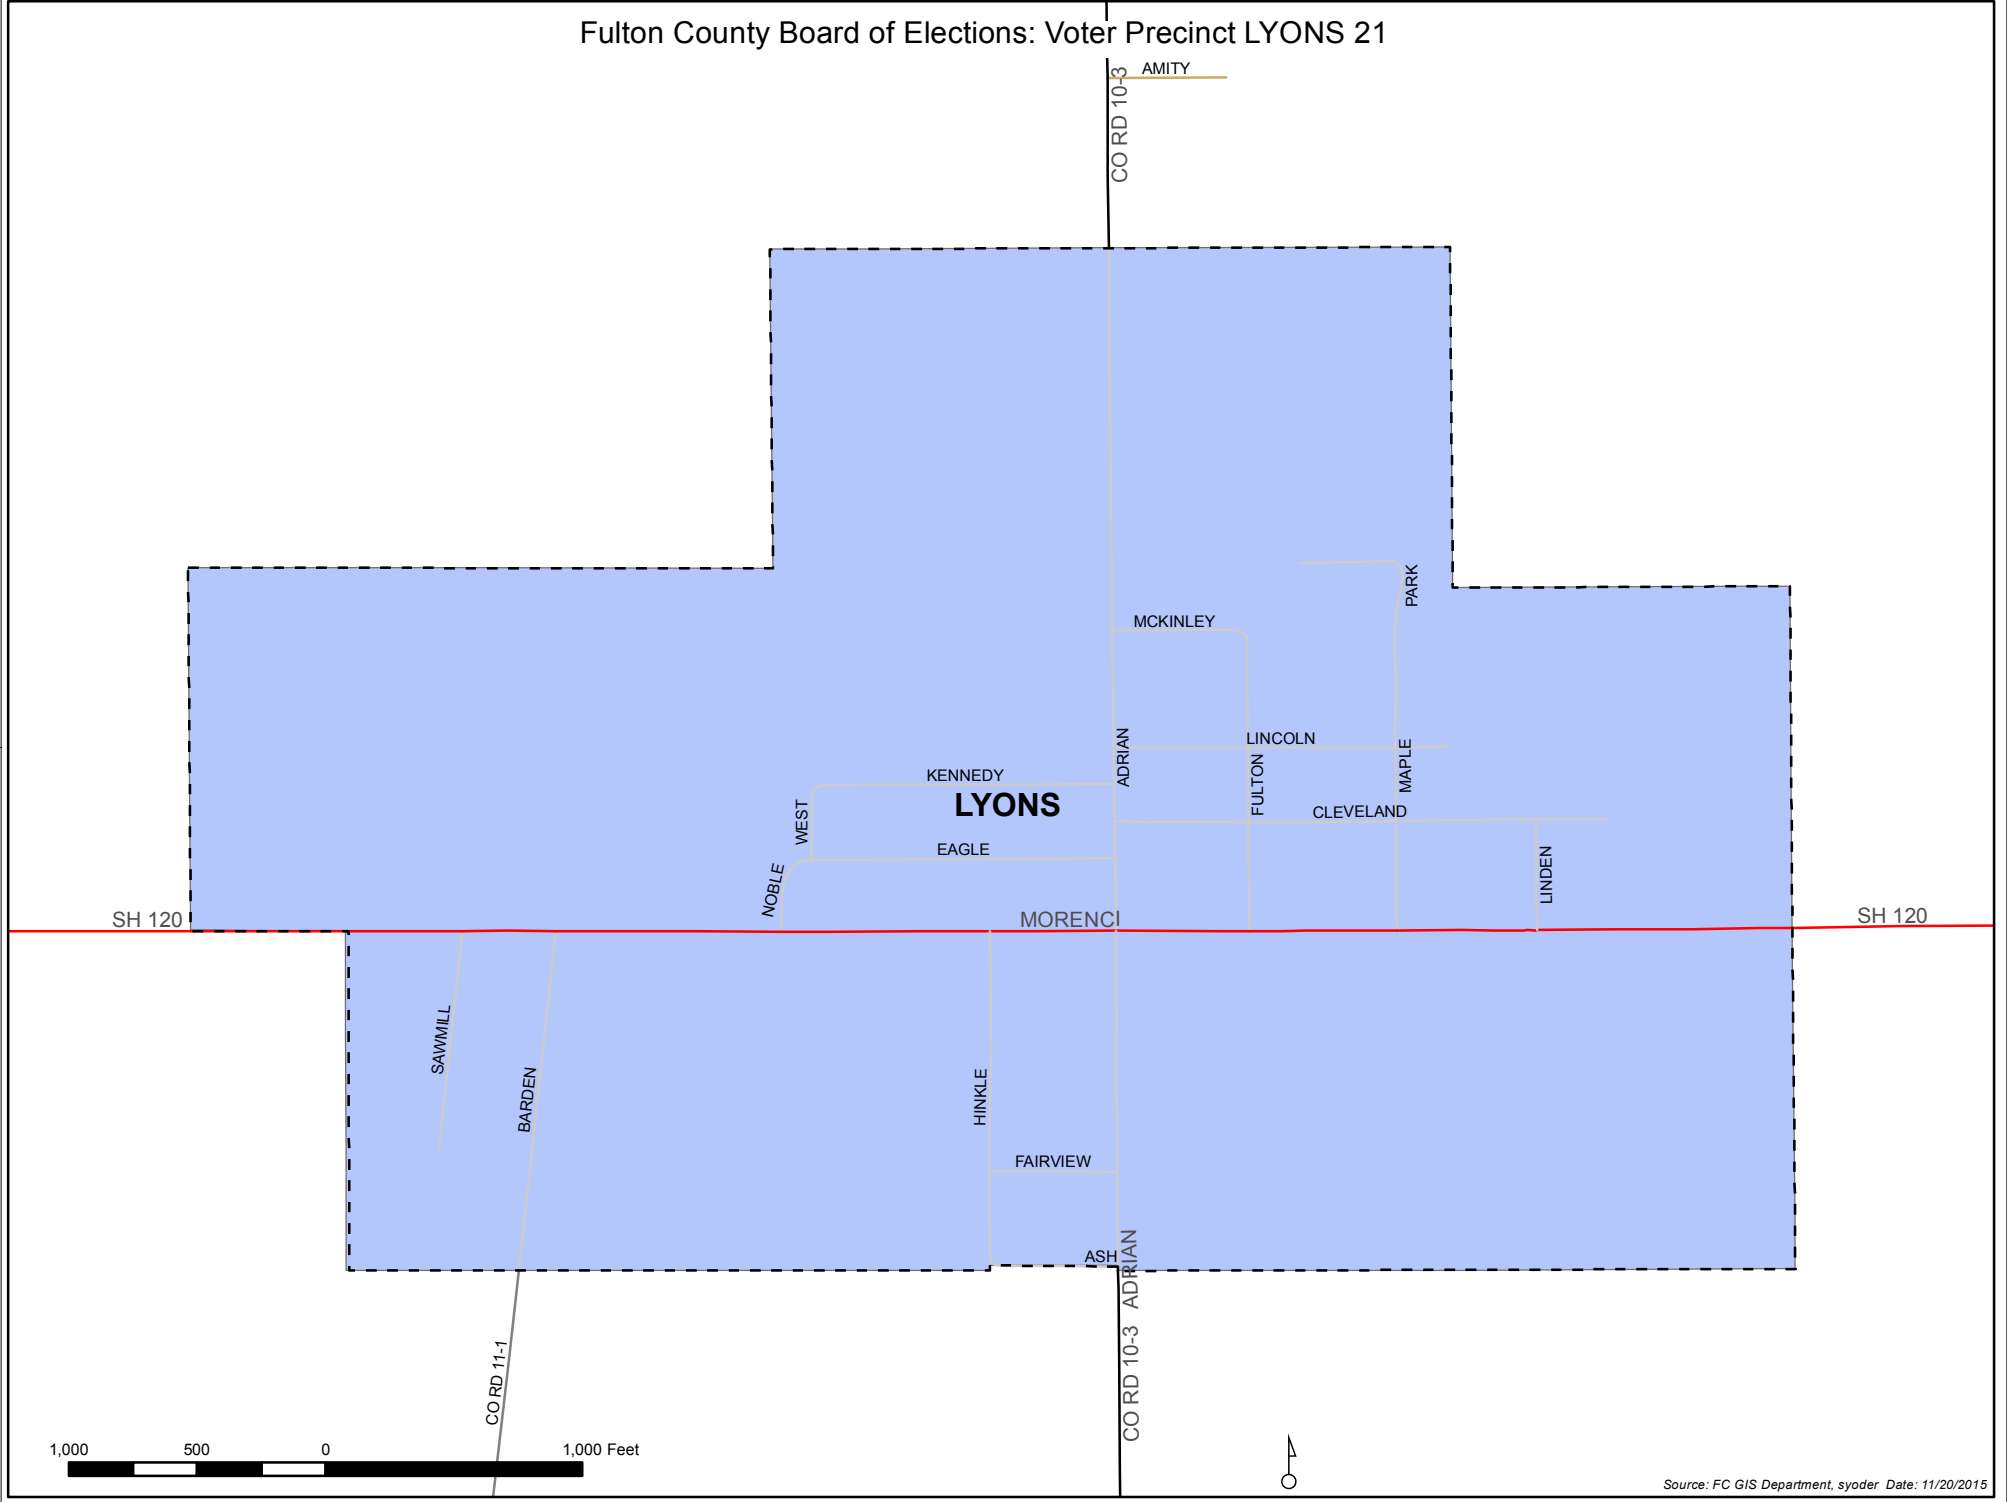 Fulton County Board of Elections: Voter Precinct LYONS 21
AMITY
CO RD 10-3
PARK
MCKINLEY
ADRIAN
LINCOLN
MAPLE
FULTON
KENNEDY
LYONS
CLEVELAND
WEST
EAGLE
NOBLE
LINDEN
SH 120
MORENCI
SH 120
SAWMILL
BARDEN
HINKLE
FAIRVIEW
ASH
ADRIAN
CO RD 10-3
CO RD 11-1
1,000 500 0 1,000 Feet
Source: FC GIS Department, syoder Date: 11/20/2015